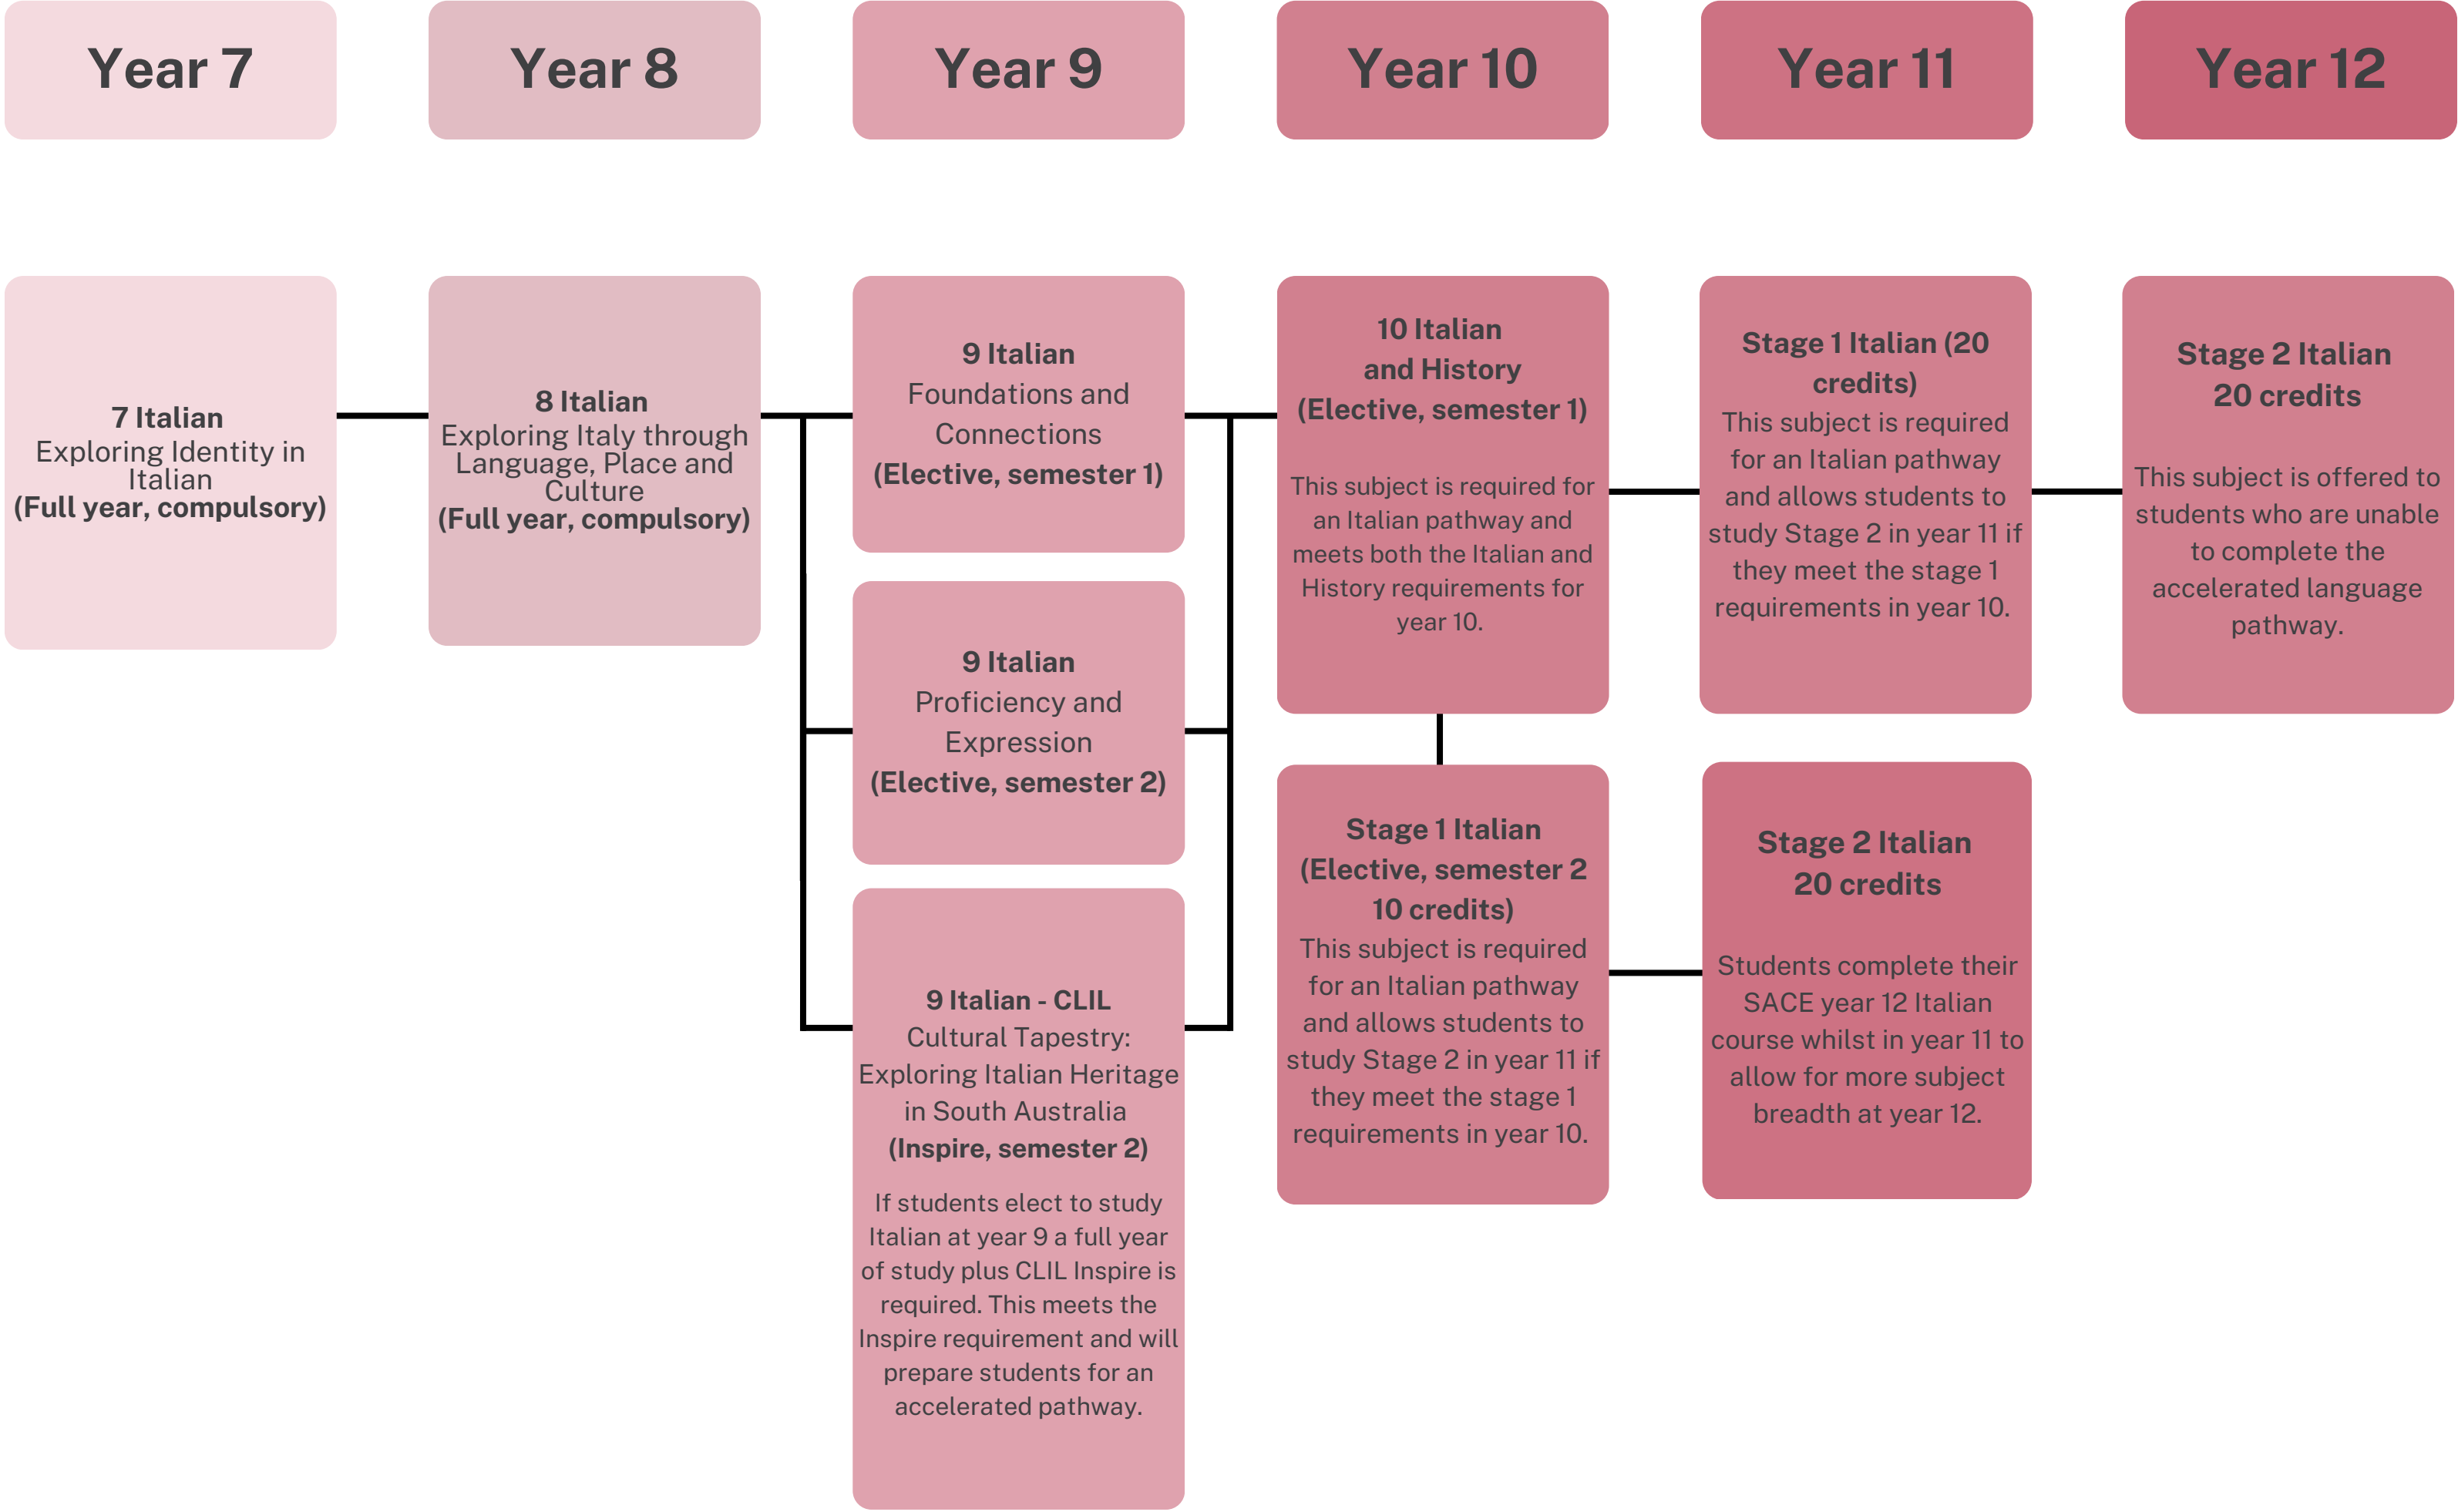 Year 7
Year 8
Year 9
Year 10
Year 11
Year 12
7 Italian
Exploring Identity in
Italian
(Full year, compulsory)
8 Italian
Exploring Italy through
Language, Place and
Culture
(Full year, compulsory)
9 Italian
Foundations and
Connections
(Elective, semester 1)
9 Italian
Proficiency and
Expression
(Elective, semester 2)
9 Italian - CLIL
Cultural Tapestry:
Exploring Italian Heritage
in South Australia
(Inspire, semester 2)
If students elect to study
Italian at year 9 a full year
of study plus CLIL Inspire is
required. This meets the
Inspire requirement and will
prepare students for an
accelerated pathway.
10 Italian
and History
(Elective, semester 1)
This subject is required for
an Italian pathway and
meets both the Italian and
History requirements for
year 10.
Stage 1 Italian
(Elective, semester 2
10 credits)
This subject is required
for an Italian pathway
and allows students to
study Stage 2 in year 11 if
they meet the stage 1
requirements in year 10.
Stage 1 Italian (20
credits)
This subject is required
for an Italian pathway
and allows students to
study Stage 2 in year 11 if
they meet the stage 1
requirements in year 10.
Stage 2 Italian
20 credits
Students complete their
SACE year 12 Italian
course whilst in year 11 to
allow for more subject
breadth at year 12.
Stage 2 Italian
20 credits
This subject is offered to
students who are unable
to complete the
accelerated language
pathway.